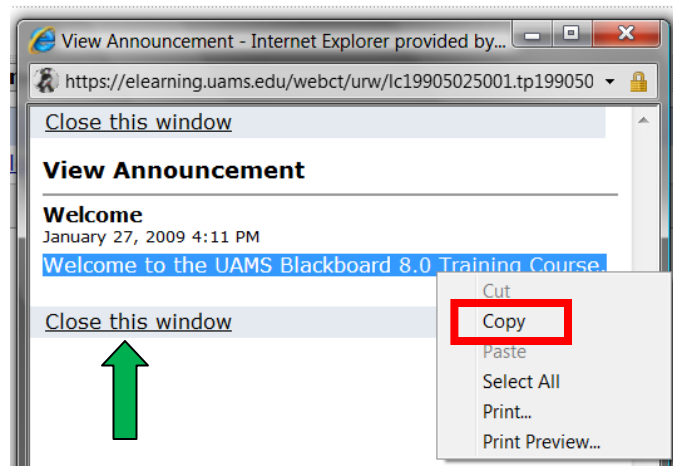 View Announcement - Internet Explorer provided by...
https://elearning.uams.edu/webct/urw/lc19905025001.tp199050
Close this window
View Announcement
Welcome
January 27, 2009 4:11 PM
Welcome to the UAMS Blackboard 8.0 Training Course.
Close this window
Cut
Copy
Paste
Select All
Print...
Print Preview...